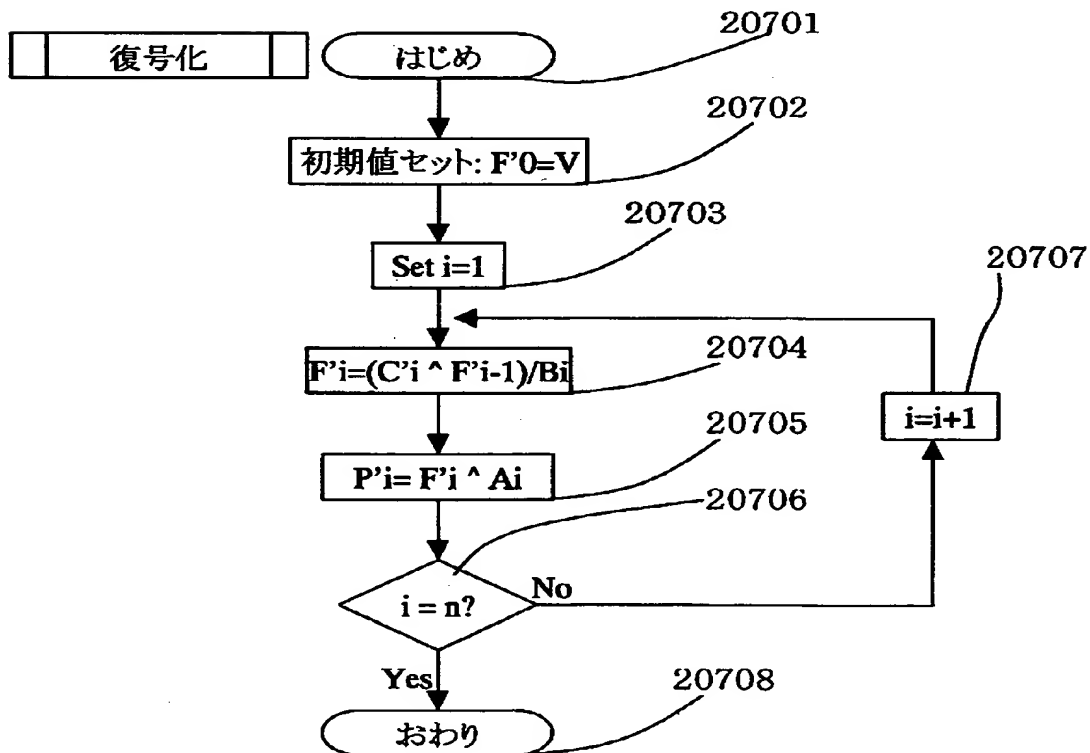 20701
復号化
はじめ
20702
初期値セット: F'0=V
20703
Set i=1
20707
20704
F'i=(C'i ^ F'i-1)/Bi
i=i+1
20705
P'i= F'i ^ Ai
20706
i = n?
No
Yes
20708
おわり